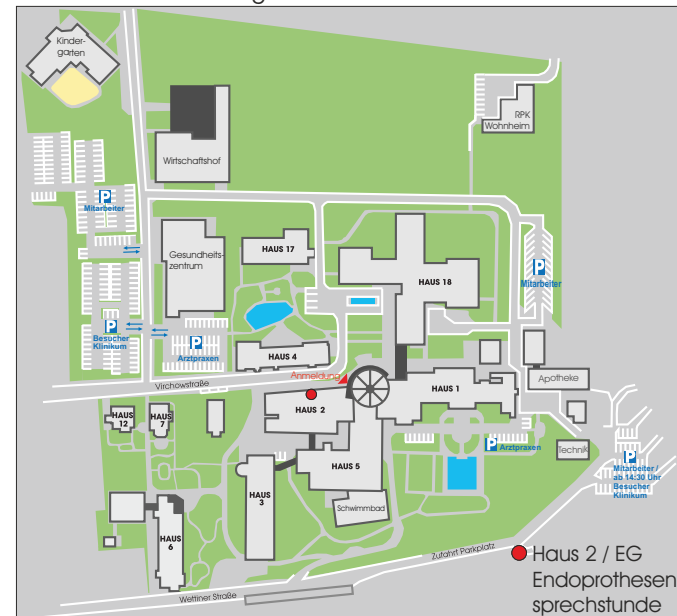 Kinder-
garten
RPK
Wohnheim
Wirtschaftshof
P
Mitarbeiter
HAUS 17
Gesundheits-
zentrum
HAUS 18
P
Mitarbeiter
P
Besucher
Klinikum
P
Arztpraxen
HAUS 4
Anmeldung
Virchowstraße
HAUS 1
Apotheke
HAUS
12
HAUS
7
HAUS 2
P Arztpraxen
Technik
HAUS 5
P
Mitarbeiter /
ab 14:30 Uhr
Besucher
Klinikum
HAUS
3
Schwimmbad
HAUS
6
Zufahrt Parkplatz
Wettiner Straße
Haus 2 / EG
Endoprothesen
sprechstunde